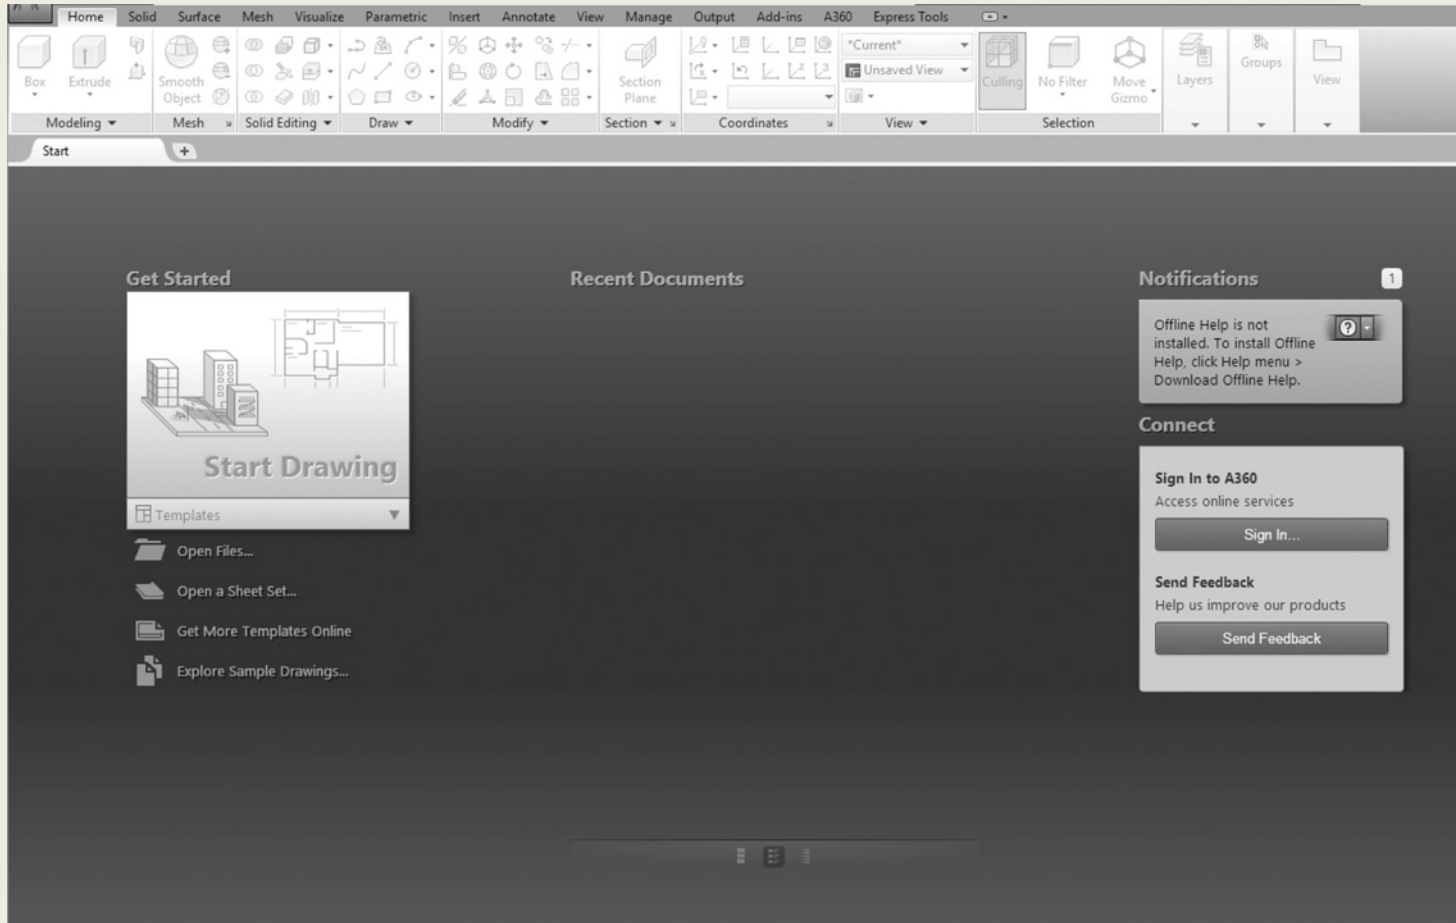 Home Solid Surface Mesh Visualize Parametric Insert Annotate View Manage Output Add-ins A360 Express Tools
Box
Extrude
Smooth
Object
Section
Plane
*Current*
Unsaved View
Culling
No Filter
Move
Gizmo
Layers
Groups
View
Modeling Mesh Solid Editing Draw Modify Section Coordinates View Selection
Start
Get Started
Start Drawing
Templates
Open Files...
Open a Sheet Set...
Get More Templates Online
Explore Sample Drawings...
Recent Documents
Notifications 1
Offline Help is not
installed. To install Offline
Help, click Help menu >
Download Offline Help.
Connect
Sign In to A360
Access online services
Sign In...
Send Feedback
Help us improve our products
Send Feedback